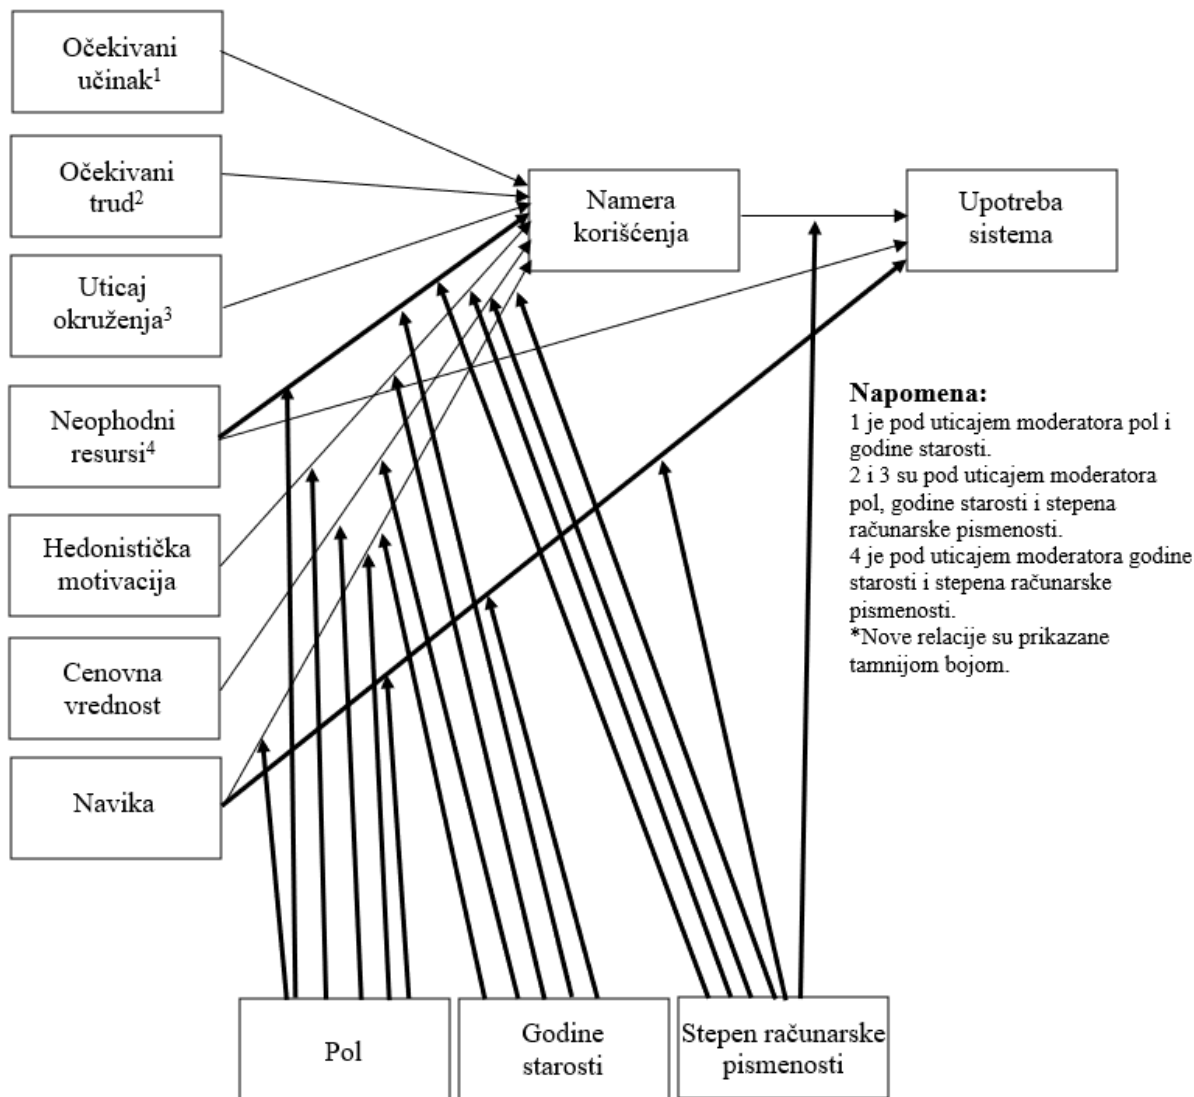 Očekivani
učinak1
Očekivani
trud2
Uticaj
okruženja3
Neophodni
resursi4
Hedonistička
motivacija
Cenovna
vrednost
Navika
Namera
korišćenja
Upotreba
sistema
Napomena:
1 je pod uticajem moderatora pol i
godine starosti.
2 i 3 su pod uticajem moderatora
pol, godine starosti i stepena
računarske pismenosti.
4 je pod uticajem moderatora godine
starosti i stepena računarske
pismenosti.
*Nove relacije su prikazane
tamnijom bojom.
Pol
Godine
starosti
Stepen računarske
pismenosti